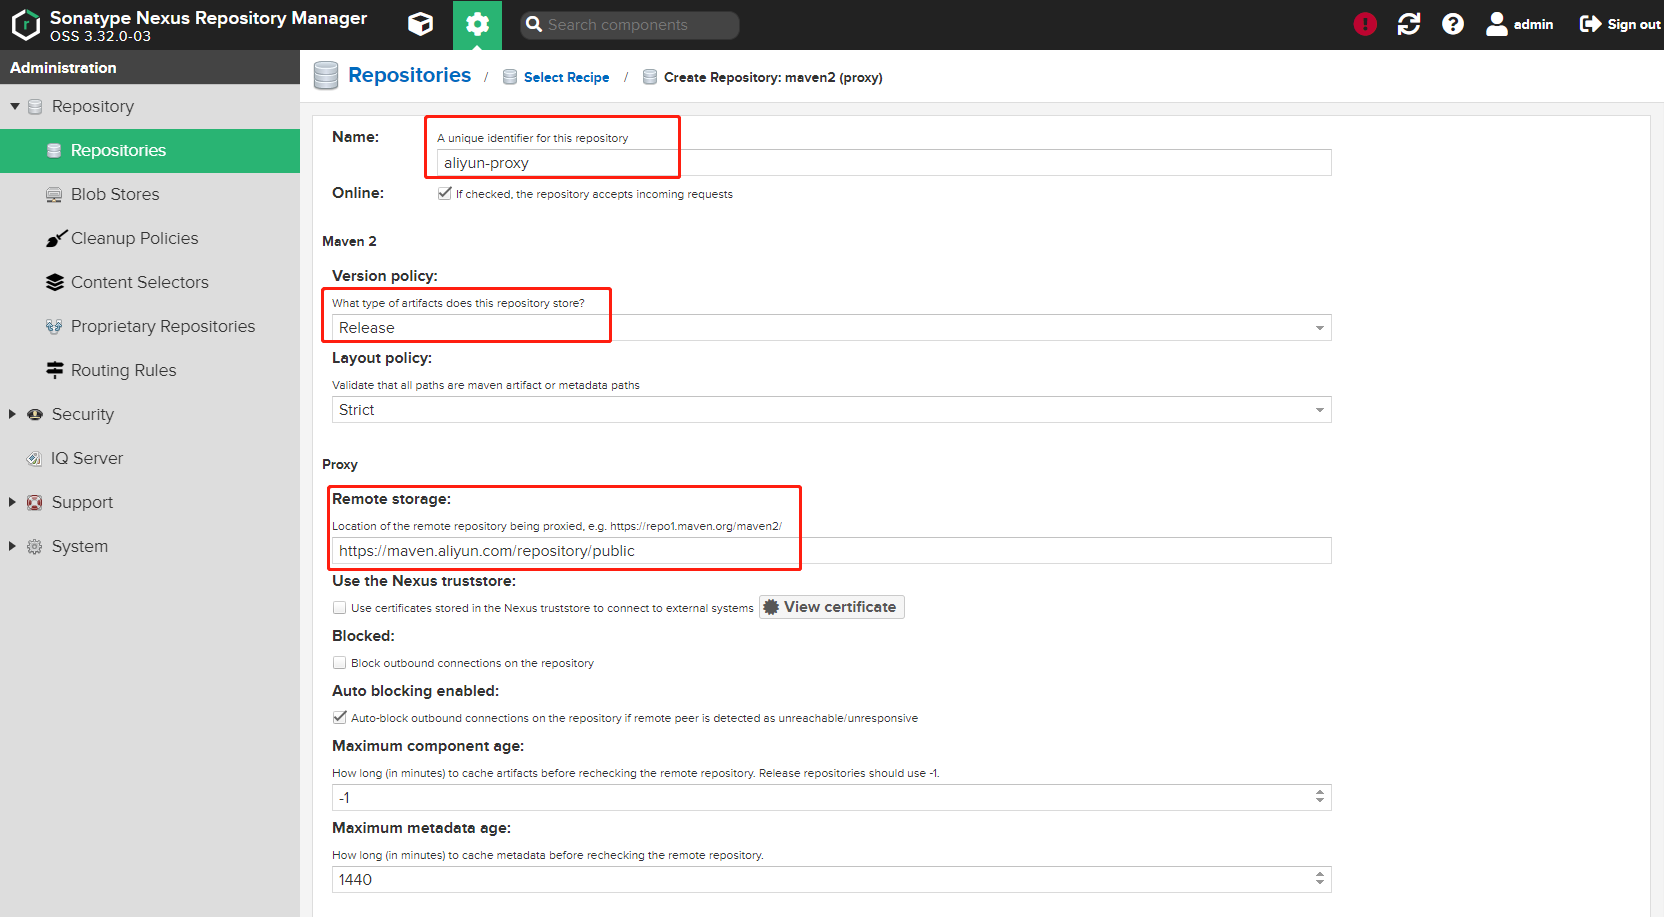 Sonatype Nexus Repository Manager
OSS 3.32.0-03
Search components
admin
Sign out
Administration
Repository
Repositories
Blob Stores
Cleanup Policies
Content Selectors
Proprietary Repositories
Routing Rules
Security
IQ Server
Support
System
Repositories / Select Recipe / Create Repository: maven2 (proxy)
Name:
A unique identifier for this repository
aliyun-proxy
Online:
If checked, the repository accepts incoming requests
Maven 2
Version policy:
What type of artifacts does this repository store?
Release
Layout policy:
Validate that all paths are maven artifact or metadata paths
Strict
Proxy
Remote storage:
Location of the remote repository being proxied, e.g. https://repo1.maven.org/maven2/
https://maven.aliyun.com/repository/public
Use the Nexus truststore:
Use certificates stored in the Nexus truststore to connect to external systems
View certificate
Blocked:
Block outbound connections on the repository
Auto blocking enabled:
Auto-block outbound connections on the repository if remote peer is detected as unreachable/unresponsive
Maximum component age:
How long (in minutes) to cache artifacts before rechecking the remote repository. Release repositories should use -1.
-1
Maximum metadata age:
How long (in minutes) to cache metadata before rechecking the remote repository.
1440